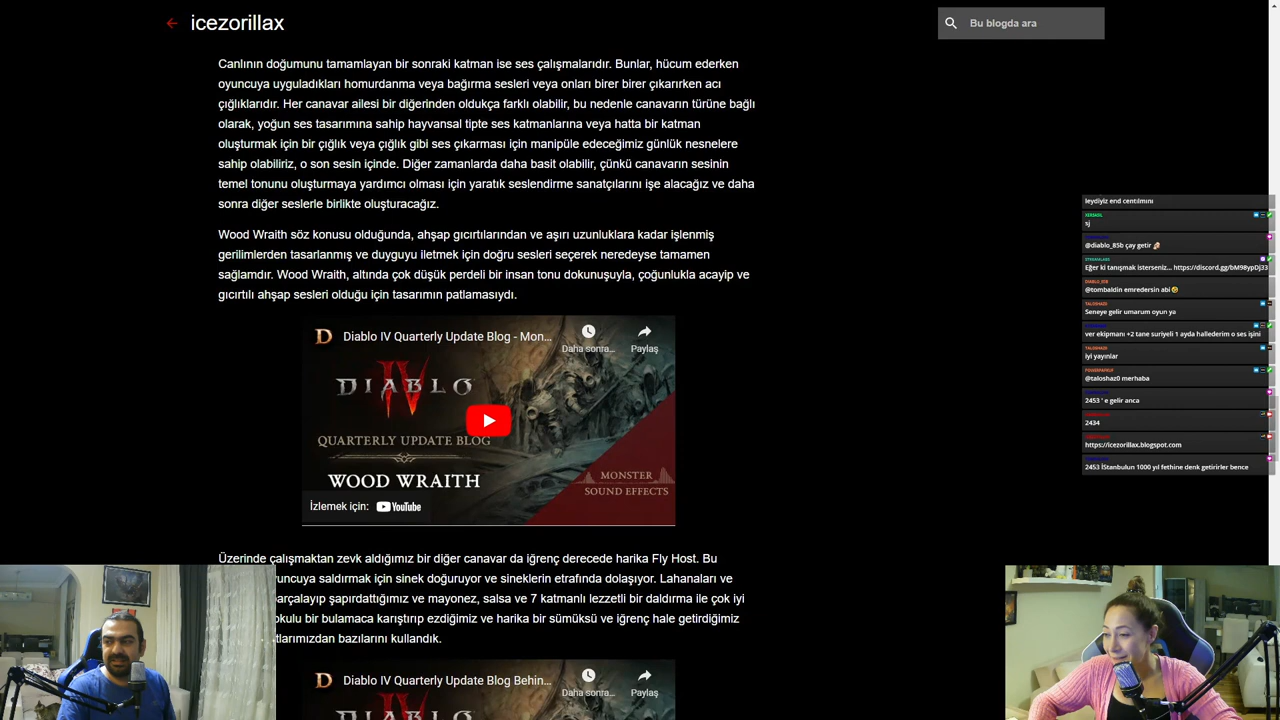 icezorillax
Bu blogda ara
Canlının doğumunu tamamlayan bir sonraki katman ise ses çalışmalarıdır. Bunlar, hücum ederken
oyuncuya uyguladıkları homurdanma veya bağırma sesleri veya onları birer birer çıkarırken acı
çığlıklarıdır. Her canavar ailesi bir diğerinden oldukça farklı olabilir, bu nedenle canavarın türüne bağlı
olarak, yoğun ses tasarımına sahip hayvansal tipte ses katmanlarına veya hatta bir katman
oluşturmak için bir çığlık veya çığlık gibi ses çıkarması için manipüle edeceğimiz günlük nesnelere
sahip olabiliriz, o son sesin içinde. Diğer zamanlarda daha basit olabilir, çünkü canavarın sesinin
temel tonunu oluşturmaya yardımcı olması için yaratık seslendirme sanatçılarını işe alacağız ve daha
sonra diğer seslerle birlikte oluşturacağız.
Wood Wraith söz konusu olduğunda, ahşap gıcırtılarından ve aşırı uzunluklara kadar işlenmiş
gerilimlerden tasarlanmış ve duyguyu iletmek için doğru sesleri seçerek neredeyse tamamen
sağlamdır. Wood Wraith, altında çok düşük perdeli bir insan tonu dokunuşuyla, çoğunlukla acayip ve
gıcırtılı ahşap sesleri olduğu için tasarımın patlamasıydı.
Diablo IV Quarterly Update Blog - Mon...
Daha sonra...
Paylaş
DIABLO
IV
QUARTERLY UPDATE BLOG
WOOD WRAITH
MONSTER
SOUND EFFECTS
İzlemek için: YouTube
Üzerinde çalışmaktan zevk aldığımız bir diğer canavar da iğrenç derecede harika Fly Host. Bu
uncuya saldırmak için sinek doğuruyor ve sineklerin etrafında dolaşıyor. Lahanaları ve
arçalayıp şapırdattığımız ve mayonez, salsa ve 7 katmanlı lezzetli bir daldırma ile çok iyi
okulu bir bulamaca karıştırıp ezdiğimiz ve harika bir sümüksü ve iğrenç hale getirdiğimiz
tlarımızdan bazılarını kullandık.
Diablo IV Quarterly Update Blog Behin...
Daha sonra...
Paylaş
DIABLO
leydiyiz end centilmını
sj
@diablo_85b çay getir
Eğer ki tanışmak isterseniz... https://discord.gg/bM98ypDj33
@tombaldin emredersin abi
TALOSHAZ0
Seneye gelir umarum oyun ya
ver ekipmanı +2 tane suriyeli 1 ayda hallederim o ses işini
TALOSHAZ0
iyi yayınlar
@taloshaz0 merhaba
2453 ' e gelir anca
2434
https://icezorillax.blogspot.com
2453 İStanbulun 1000 yıl fethine denk getirirler bence